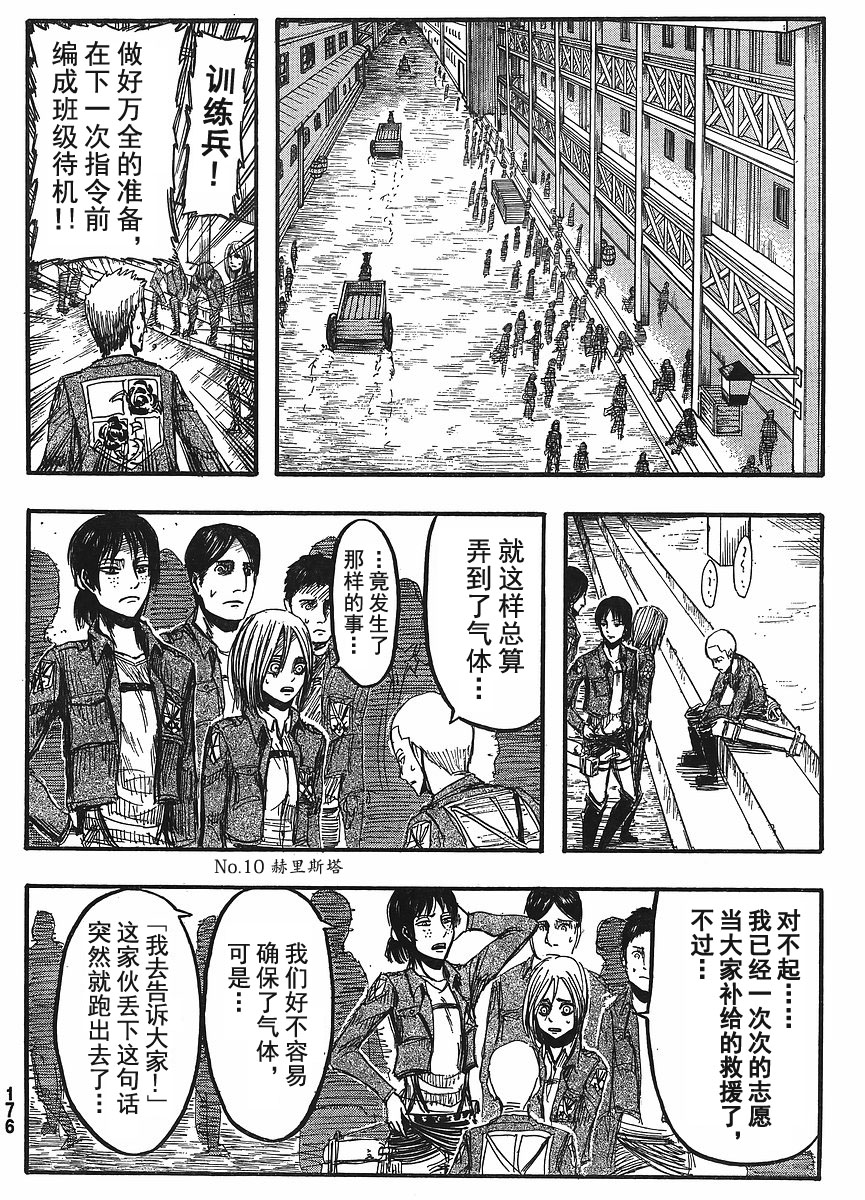 训练兵！
做好万全的准备，
在下一次指令前
编成班级待机!!
就这样总算
弄到了气体…
…竟发生了
那样的事…
No.10 赫里斯塔
对不起……
我已经一次次的志愿
当大家补给的救援了，
不过…
我们好不容易
确保了气体，
可是…
「我去告诉大家！」
这家伙丢下这句话
突然就跑出去了…
176